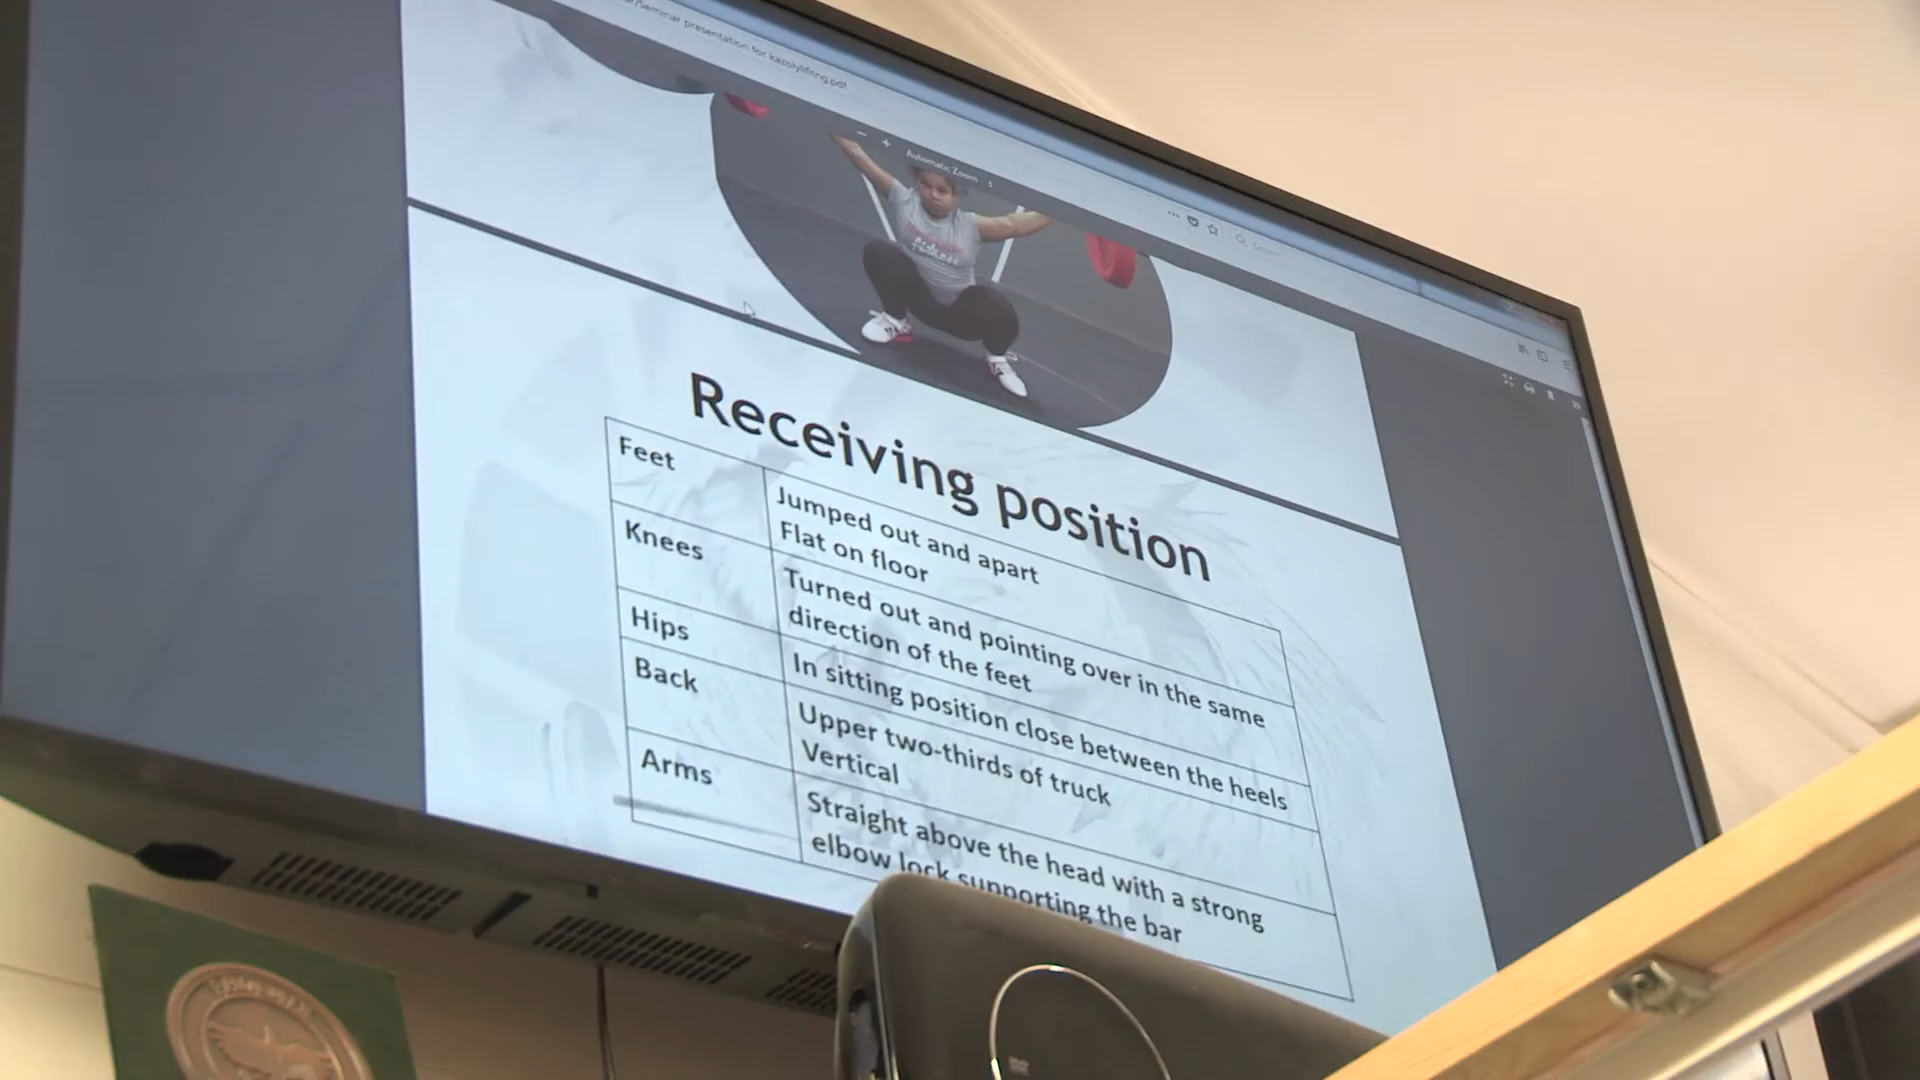 presentation for
Automatic Zoom
Receiving position
Feet
Jumped out and apart
Flat on floor
Knees
Turned out and pointing over in the same
direction of the feet
Hips
In sitting position close between the heels
Back
Upper two-thirds of truck
Vertical
Arms
Straight above the head with a strong
elbow lock supporting the bar